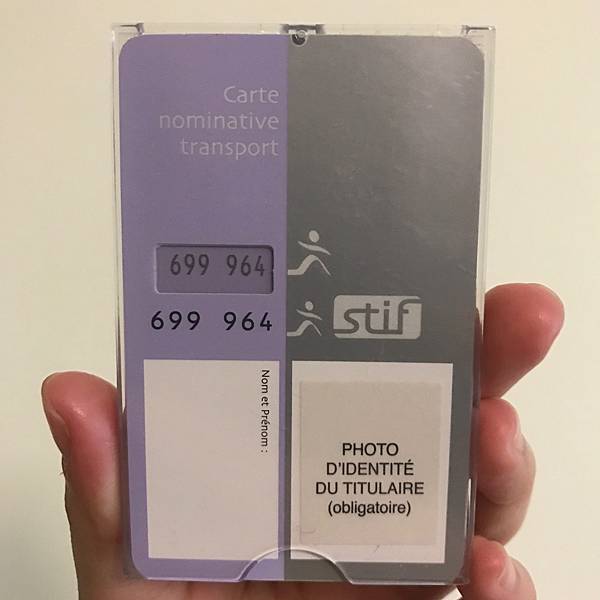 Carte
nominative
transport
699 964
699 964
stif
Nom et Prénom :
PHOTO
D'IDENTITÉ
DU TITULAIRE
(obligatoire)